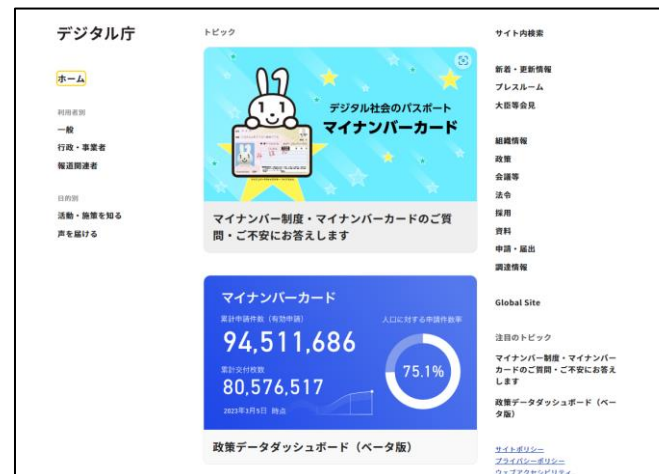 デジタル庁
ホーム
利用者別
一般
行政・事業者
報道関連者
目的別
活動・施策を知る
声を届ける
トピック
デジタル社会のパスポート
マイナンバーカード
マイナンバー制度・マイナンバーカードのご質
問・ご不安にお答えします
マイナンバーカード
累計申請件数（有効申請）
94,511,686
人口に対する申請件数率
75.1%
累計交付枚数
80,576,517
2023年3月5日 時点
政策データダッシュボード（ベータ版）
サイト内検索
新着・更新情報
プレスルーム
大臣等会見
組織情報
政策
会議等
法令
採用
資料
申請・届出
調達情報
Global Site
注目のトピック
マイナンバー制度・マイナンバー
カードのご質問・ご不安にお答え
します
政策データダッシュボード（ベー
タ版）
サイトポリシー
プライバシーポリシー
ウェブアクセシビリティ